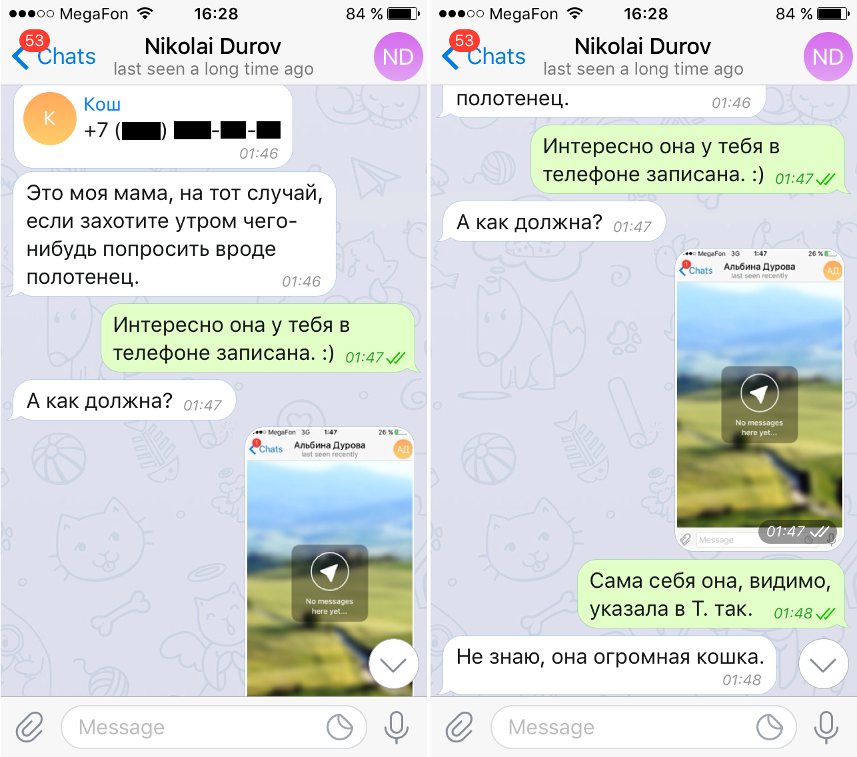 MegaFon 16:28 84 %
53
Chats
Nikolai Durov
last seen a long time ago
ND
К
Кош
+7 ( ) - -
01:46
Это моя мама, на тот случай,
если захотите утром чего-
нибудь попросить вроде
полотенец. 01:46
Интересно она у тебя в
телефоне записана. :) 01:47
А как должна? 01:47
MegaFon 3G 1:47 26 %
1
Chats
Альбина Дурова
last seen recently
АД
No messages
here yet...
Message
MegaFon 16:28 84 %
53
Chats
Nikolai Durov
last seen a long time ago
ND
полотенец. 01:46
Интересно она у тебя в
телефоне записана. :) 01:47
А как должна? 01:47
MegaFon 3G 1:47 26 %
1
Chats
Альбина Дурова
last seen recently
АД
No messages
here yet...
Message
01:47
Сама себя она, видимо,
указала в Т. так. 01:48
Не знаю, она огромная кошка.
01:48
Message